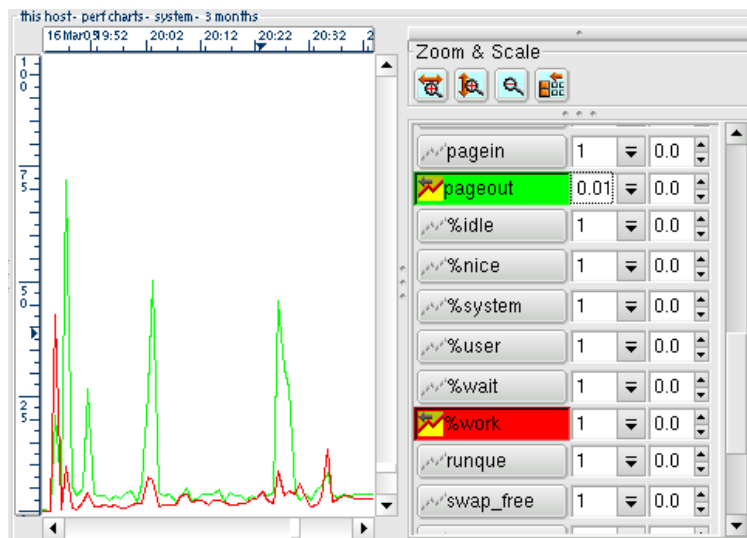 this host- perf charts - system - 3 months
16 Mar05 19:52 20:02 20:12 20:22 20:32 2
100
75
50
25
Zoom & Scale
pagein 1 0.0
pageout 0.01 0.0
%idle 1 0.0
%nice 1 0.0
%system 1 0.0
%user 1 0.0
%wait 1 0.0
%work 1 0.0
runque 1 0.0
swap_free 1 0.0